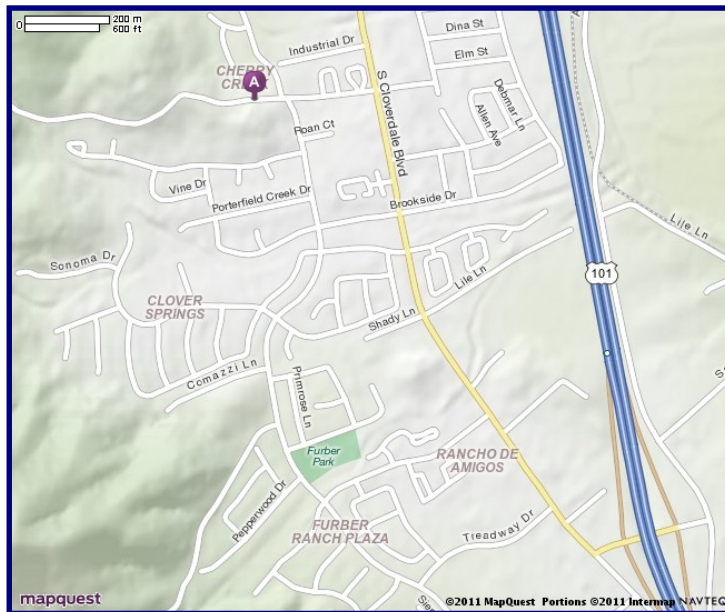 0
200 m
600 ft
Industrial Dr
Dina St
Elm St
CHERRY
A
S Cloverdale Blvd
Debmar Ln
Allen Ave
Roan Ct
Vine Dr
Porterfield Creek Dr
Brookside Dr
Lile Ln
Sonoma Dr
101
CLOVER
SPRINGS
Lile Ln
Shady Ln
Comazzi Ln
Primrose Ln
Furber
Park
RANCHO DE
AMIGOS
Pepperwood Dr
FURBER
RANCH PLAZA
Treadway Dr
mapquest
©2011 MapQuest Portions ©2011 Intermap NAVTEQ